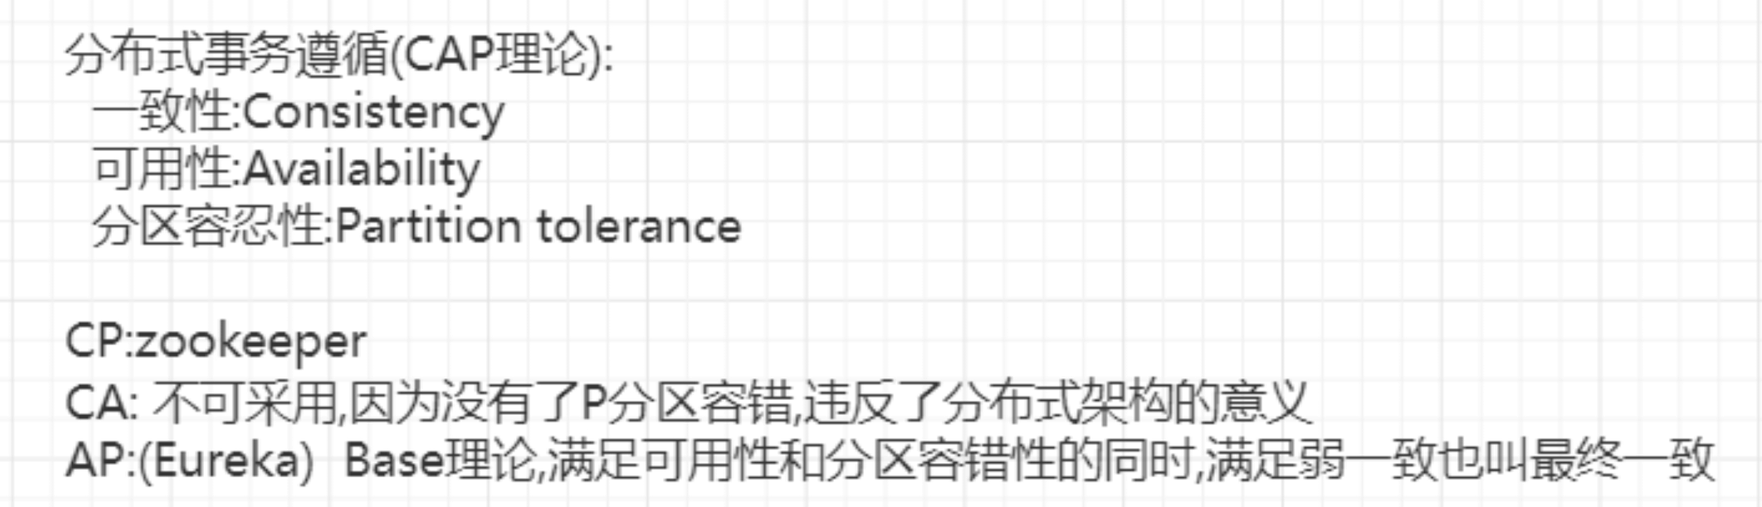 分布式事务遵循(CAP理论):
一致性:Consistency
可用性:Availability
分区容忍性:Partition tolerance
CP:zookeeper
CA: 不可采用,因为没有了P分区容错,违反了分布式架构的意义
AP:(Eureka) Base理论,满足可用性和分区容错性的同时,满足弱一致也叫最终一致